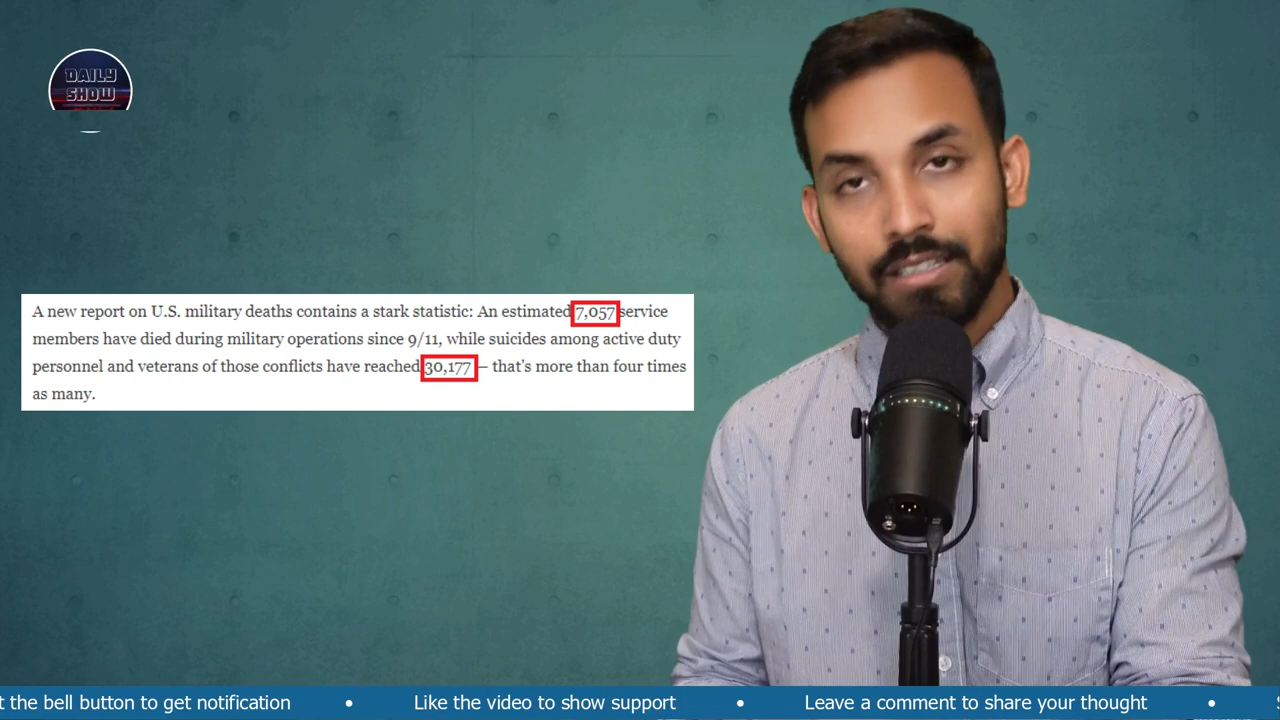 DAILY
SHOW
A new report on U.S. military deaths contains a stark statistic: An estimated 7,057 service
members have died during military operations since 9/11, while suicides among active duty
personnel and veterans of those conflicts have reached 30,177 – that's more than four times
as many.
t the bell button to get notification • Like the video to show support • Leave a comment to share your thought •